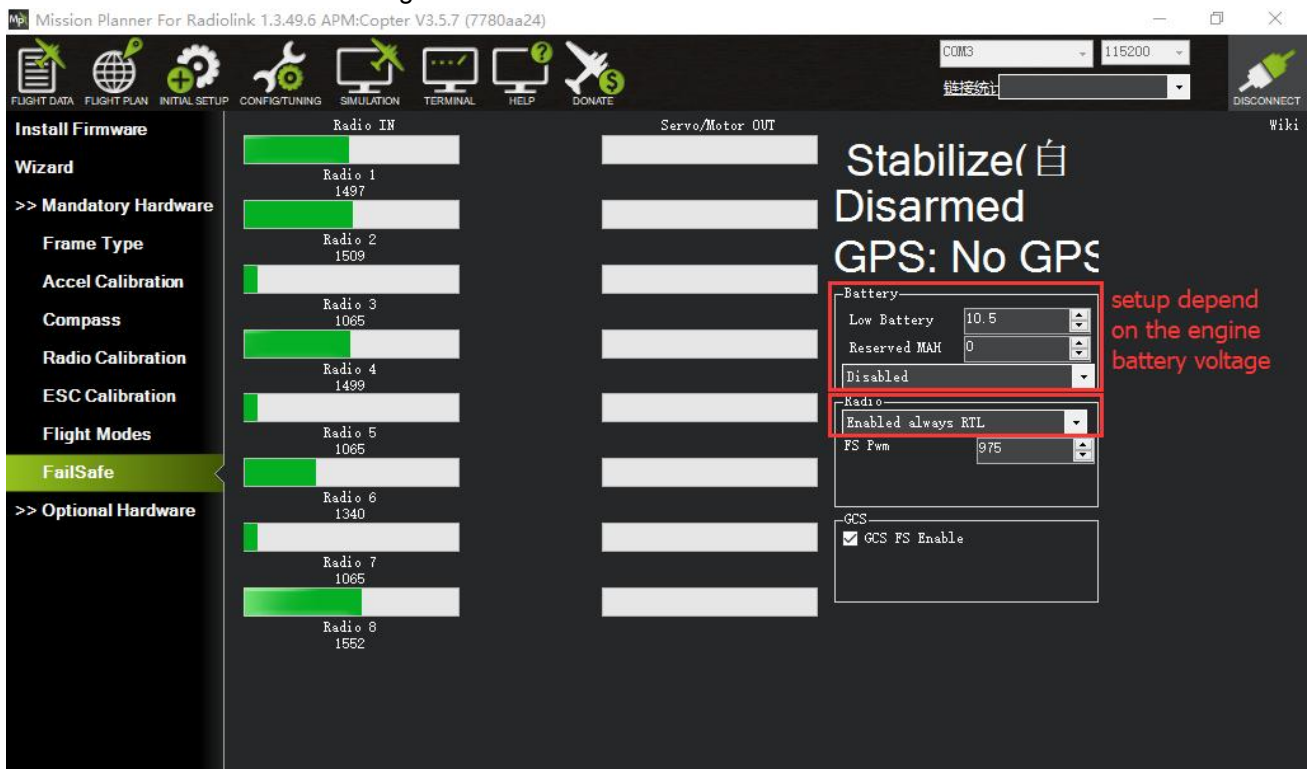 Mission Planner For Radiolink 1.3.49.6 APM:Copter V3.5.7 (7780aa24)
FLIGHT DATA FLIGHT PLAN INITIAL SETUP CONFIG/TUNING SIMULATION TERMINAL HELP DONATE
COM3 115200
链接统计
DISCONNECT
Install Firmware
Wizard
>> Mandatory Hardware
Frame Type
Accel Calibration
Compass
Radio Calibration
ESC Calibration
Flight Modes
FailSafe
>> Optional Hardware
Radio IN
Radio 1
1497
Radio 2
1509
Radio 3
1065
Radio 4
1499
Radio 5
1065
Radio 6
1340
Radio 7
1065
Radio 8
1552
Servo/Motor OUT
Wiki
Stabilize(自
Disarmed
GPS: No GPS
Battery
Low Battery 10.5
Reserved MAH 0
Disabled
setup depend
on the engine
battery voltage
Radio
Enabled always RTL
FS Pwm 975
GCS
GCS FS Enable